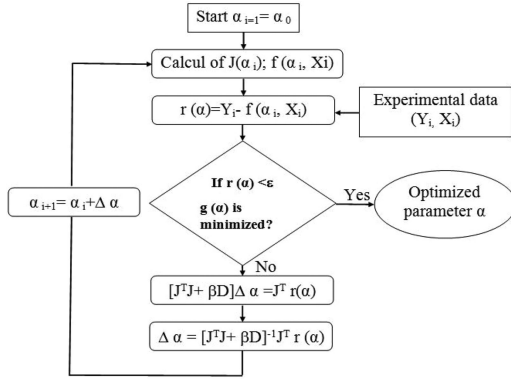 Start α i=1= α 0
Calcul of J(α i); f (α i, Xi)
r (α)=Yi- f (α i, Xi)
Experimental data
(Yi, Xi)
If r (α) <ε
g (α) is
minimized?
Yes
Optimized
parameter α
α i+1= α i+Δ α
No
[JTJ+ βD]Δ α =JT r(α)
Δ α = [JTJ+ βD]-1JT r (α)